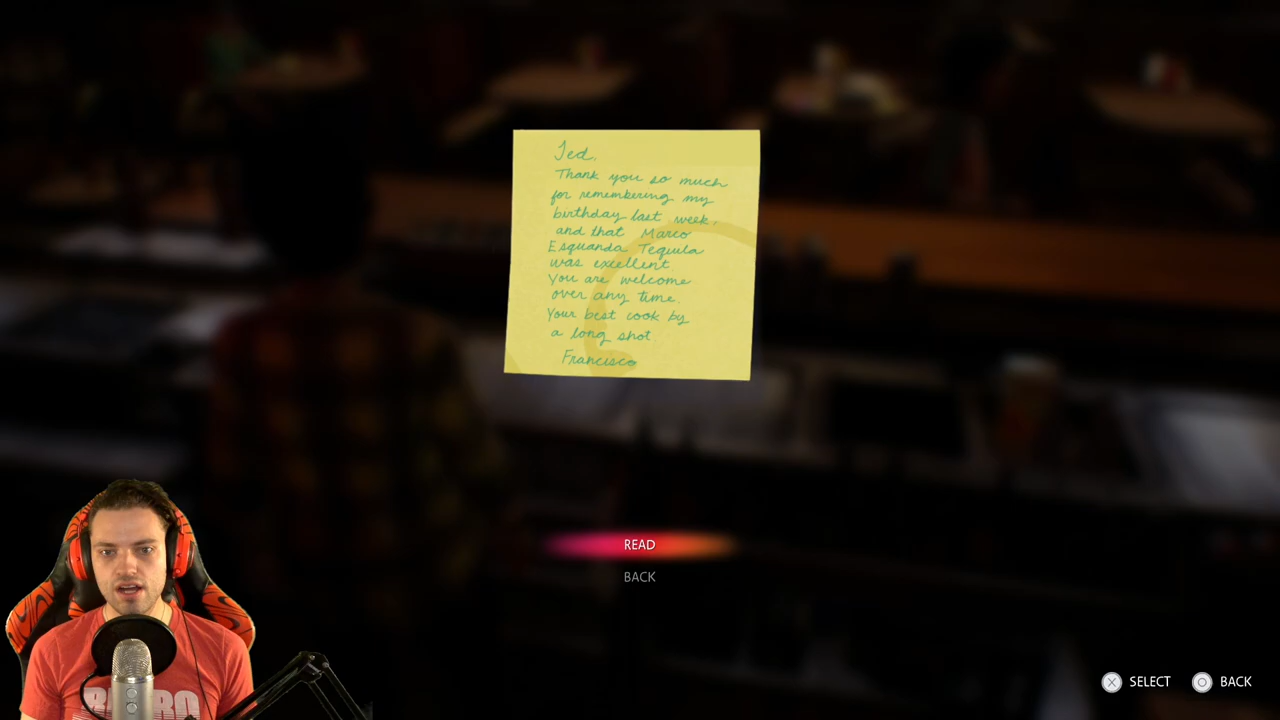 Ted,
Thank you so much
for remembering my
birthday last week,
and that Marco
Esquanda Tequila
was excellent.
You are welcome
over any time.
Your best cook by
a long shot.
Francisco
READ
BACK
SELECT
BACK